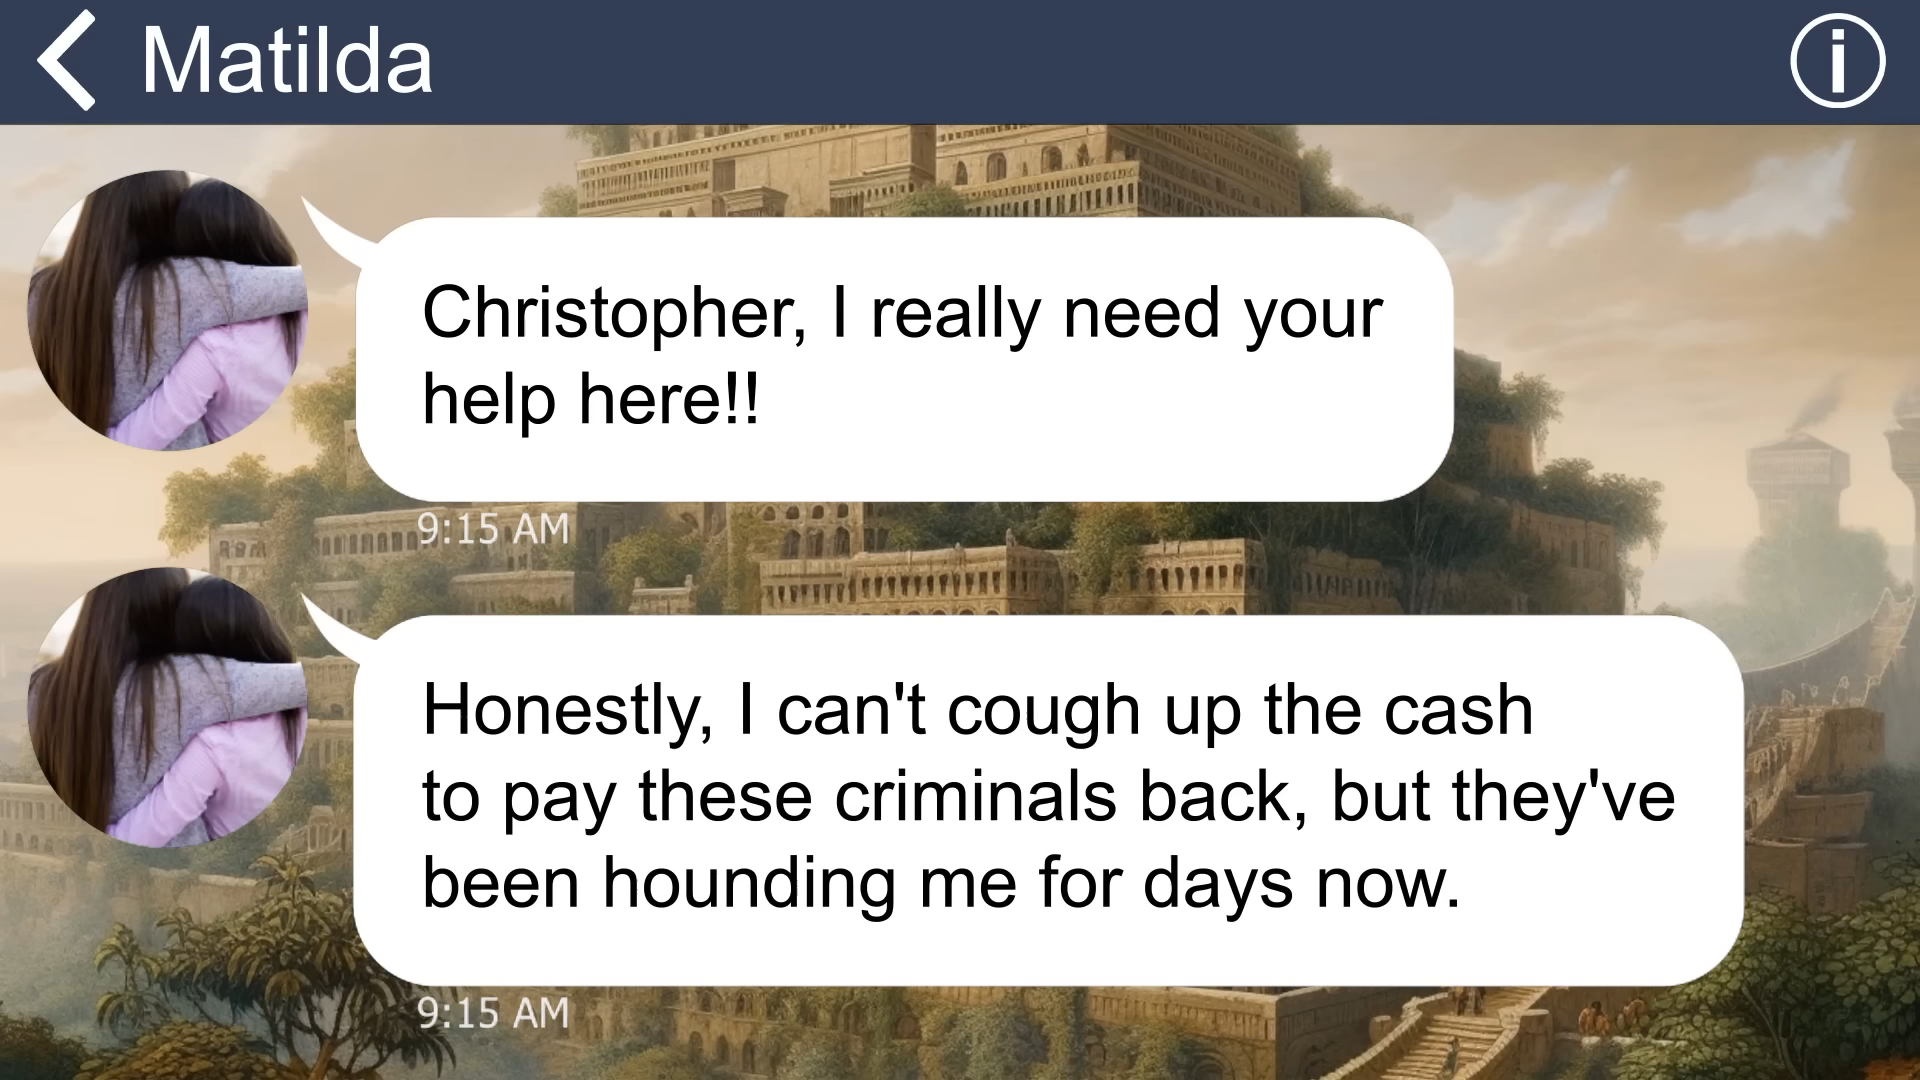 Matilda
Christopher, I really need your
help here!!
9:15 AM
Honestly, I can't cough up the cash
to pay these criminals back, but they've
been hounding me for days now.
9:15 AM